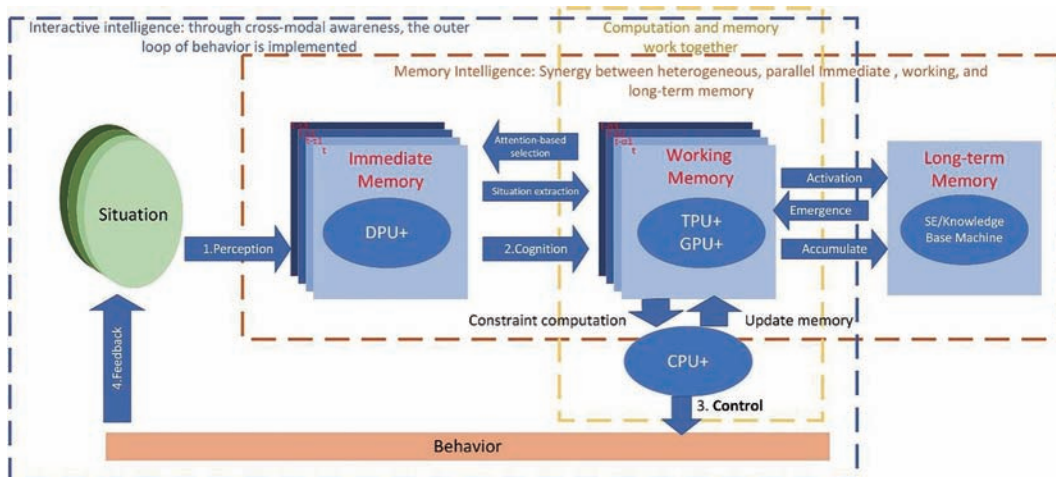 Interactive intelligence: through cross-modal awareness, the outer
loop of behavior is implemented
Computation and memory
work together
Memory Intelligence: Synergy between heterogeneous, parallel Immediate , working, and
long-term memory
Situation
1.Perception
t
Immediate
Memory
DPU+
Attention-based
selection
Situation extraction
2.Cognition
t
Working
Memory
TPU+
GPU+
Activation
Emergence
Accumulate
Long-term
Memory
SE/Knowledge
Base Machine
Constraint computation
Update memory
CPU+
3. Control
4.Feedback
Behavior